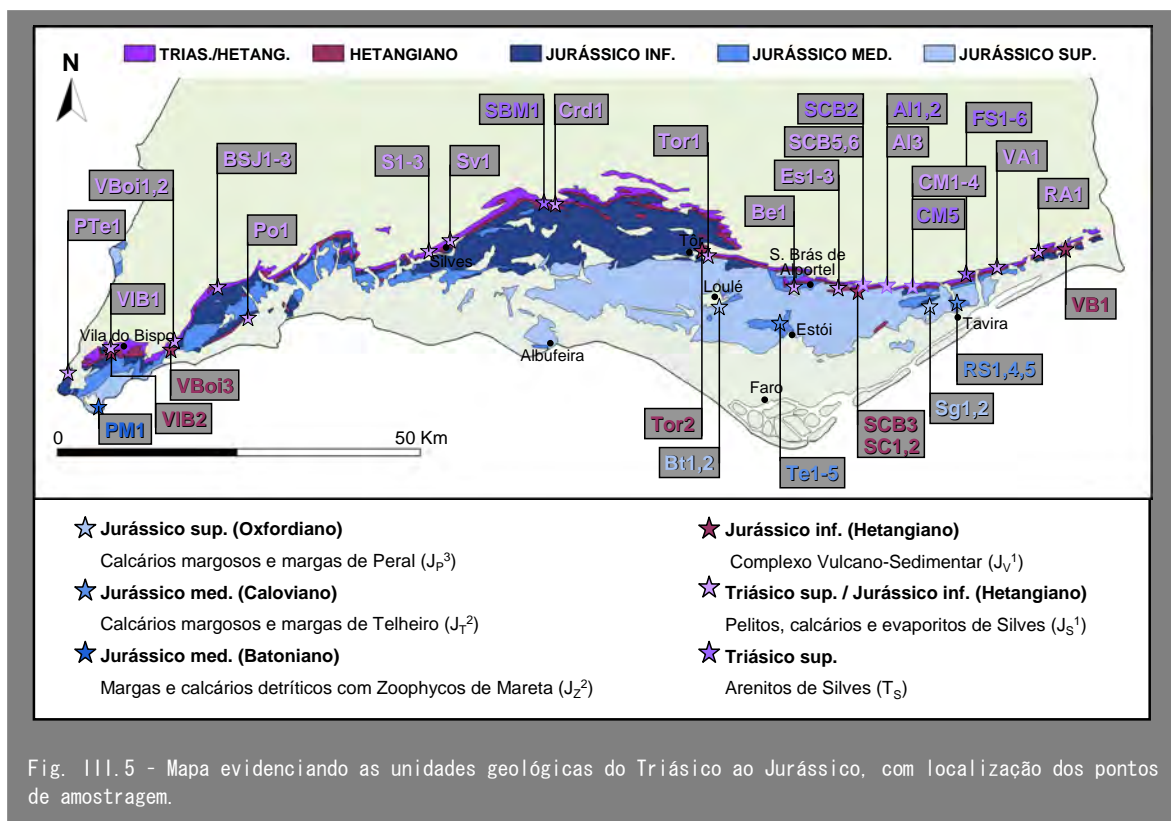 TRIAS./HETANG. HETANGIANO JURÁSSICO INF. JURÁSSICO MED. JURÁSSICO SUP.
N
SBM1 Crd1 SCB2 AI1,2 FS1-6
BSJ1-3 S1-3 Sv1 Tor1 SCB5,6 AI3 VA1
VBoi1,2 Es1-3 CM1-4 RA1
PTe1 Po1 Be1 CM5
Silves Tôr S. Brás de
Alportel
VIB1 Loulé VB1
Vila do Bispo Estói Tavira
Albufeira
VBoi3 Faro RS1,4,5
PM1 VIB2 Tor2 SCB3 Sg1,2
SC1,2
0 50 Km Bt1,2 Te1-5
Jurássico sup. (Oxfordiano)
Calcários margosos e margas de Peral (JP3)
Jurássico med. (Caloviano)
Calcários margosos e margas de Telheiro (JT2)
Jurássico med. (Batoniano)
Margas e calcários detríticos com Zoophycos de Mareta (JZ2)
Jurássico inf. (Hetangiano)
Complexo Vulcano-Sedimentar (JV1)
Triásico sup. / Jurássico inf. (Hetangiano)
Pelitos, calcários e evaporitos de Silves (JS1)
Triásico sup.
Arenitos de Silves (TS)
Fig. III.5 - Mapa evidenciando as unidades geológicas do Triásico ao Jurássico, com localização dos pontos
de amostragem.